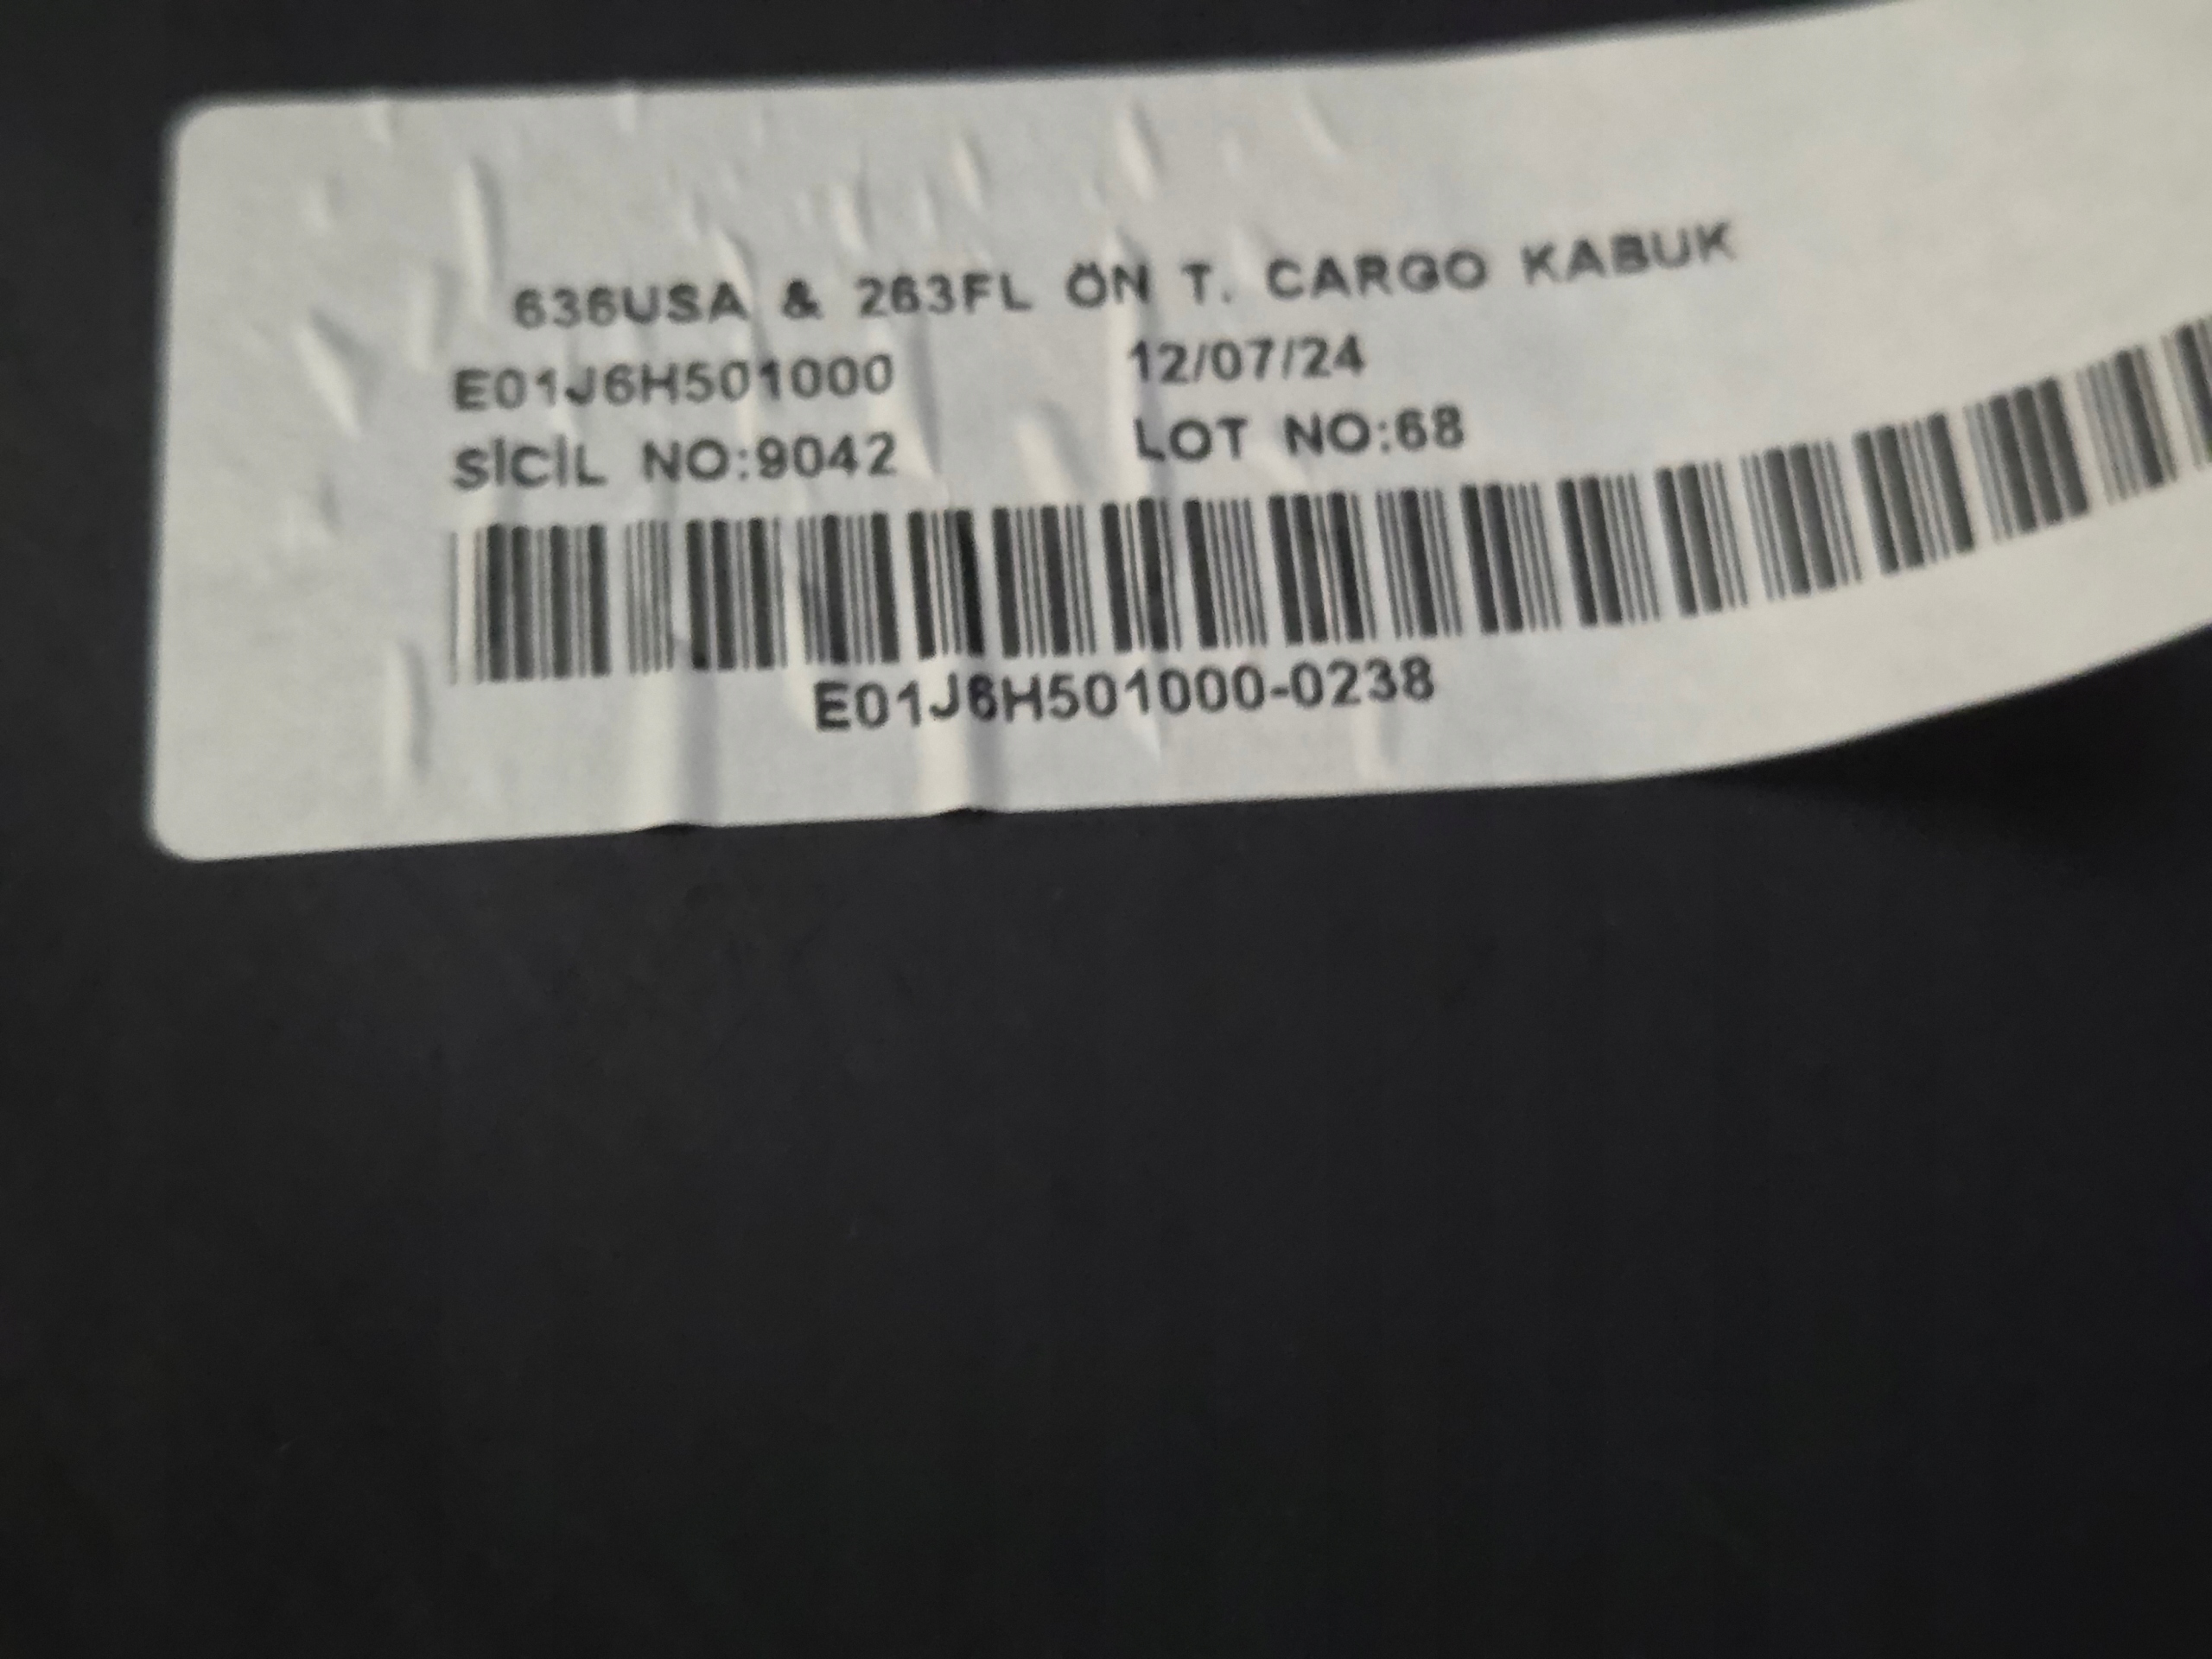 636USA & 263FL ÖN T. CARGO KABUK
E01J6H501000 12/07/24
SİCİL NO:9042 LOT NO:68
E01J6H501000-0238